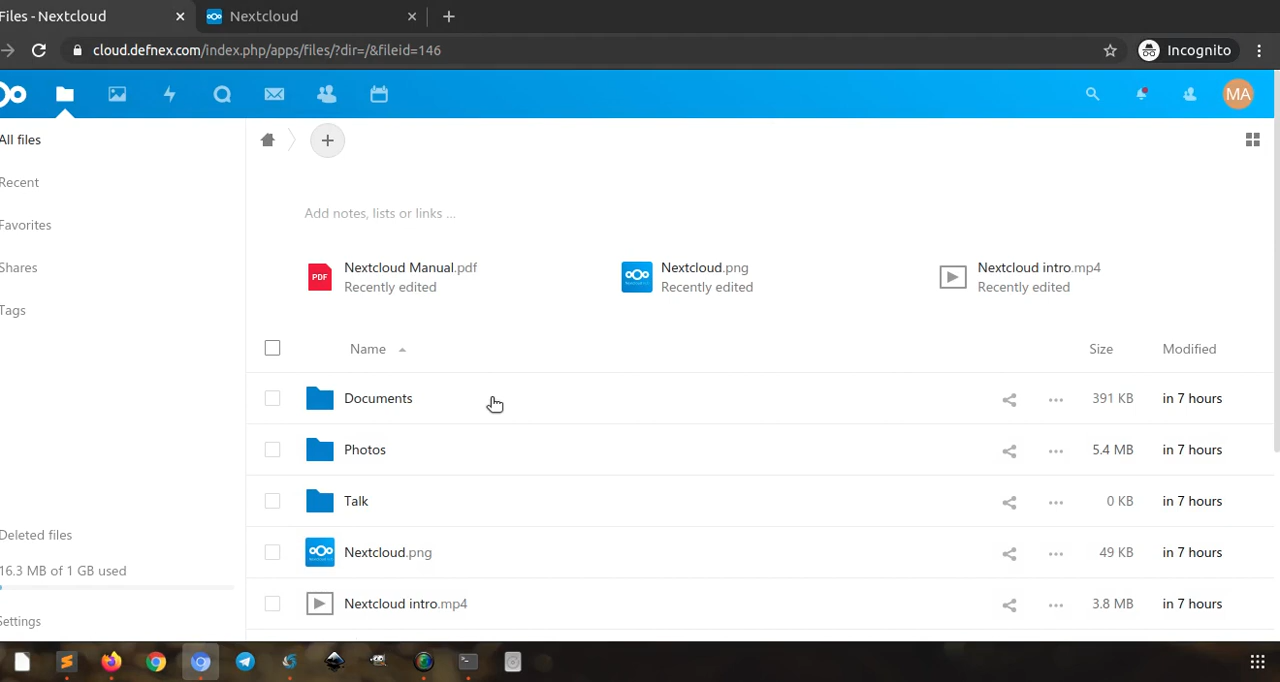 Files - Nextcloud
Nextcloud
cloud.defnex.com/index.php/apps/files/?dir=/&fileid=146
Incognito
MA
All files
Recent
Favorites
Shares
Tags
Deleted files
16.3 MB of 1 GB used
Settings
Add notes, lists or links ...
PDF
Nextcloud Manual.pdf
Recently edited
Nextcloud.png
Recently edited
Nextcloud intro.mp4
Recently edited
Name Size Modified
Documents 391 KB in 7 hours
Photos 5.4 MB in 7 hours
Talk 0 KB in 7 hours
Nextcloud.png 49 KB in 7 hours
Nextcloud intro.mp4 3.8 MB in 7 hours